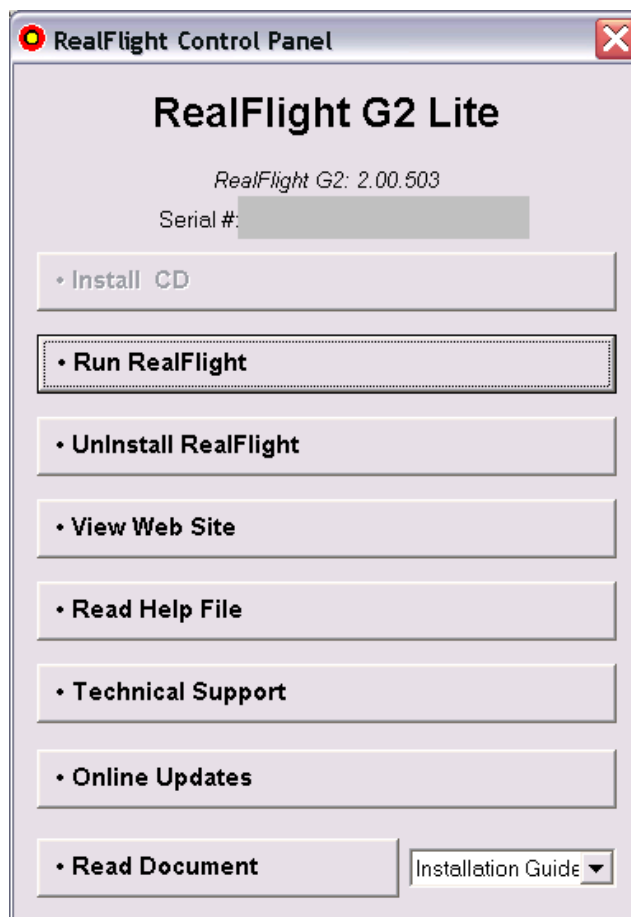 RealFlight Control Panel
RealFlight G2 Lite
RealFlight G2: 2.00.503
Serial #:
• Install CD
• Run RealFlight
• UnInstall RealFlight
• View Web Site
• Read Help File
• Technical Support
• Online Updates
• Read Document Installation Guide